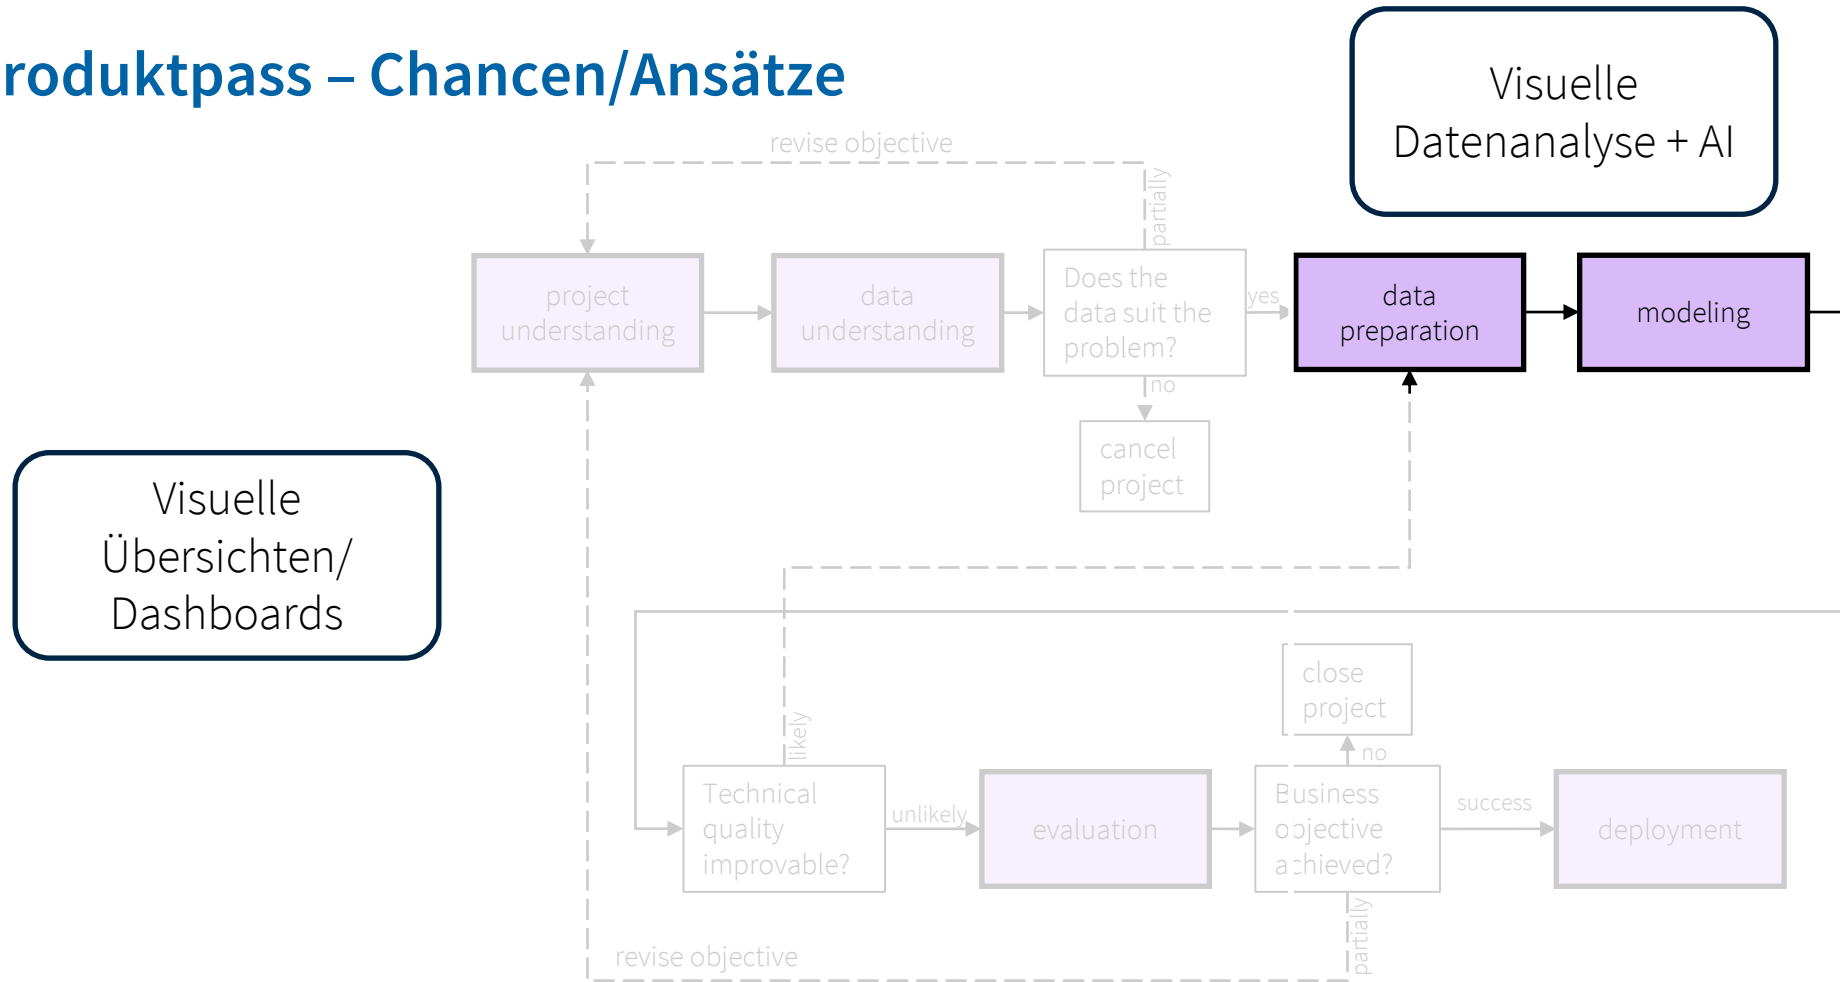 roduktpass – Chancen/Ansätze
Visuelle
Datenanalyse + AI
revise objective
partially
project
understanding
data
understanding
Does the
data suit the
problem?
yes
data
preparation
modeling
no
cancel
project
Visuelle
Übersichten/
Dashboards
close
project
likely
no
Technical
quality
improvable?
unlikely
evaluation
Business
objective
achieved?
success
deployment
partially
revise objective